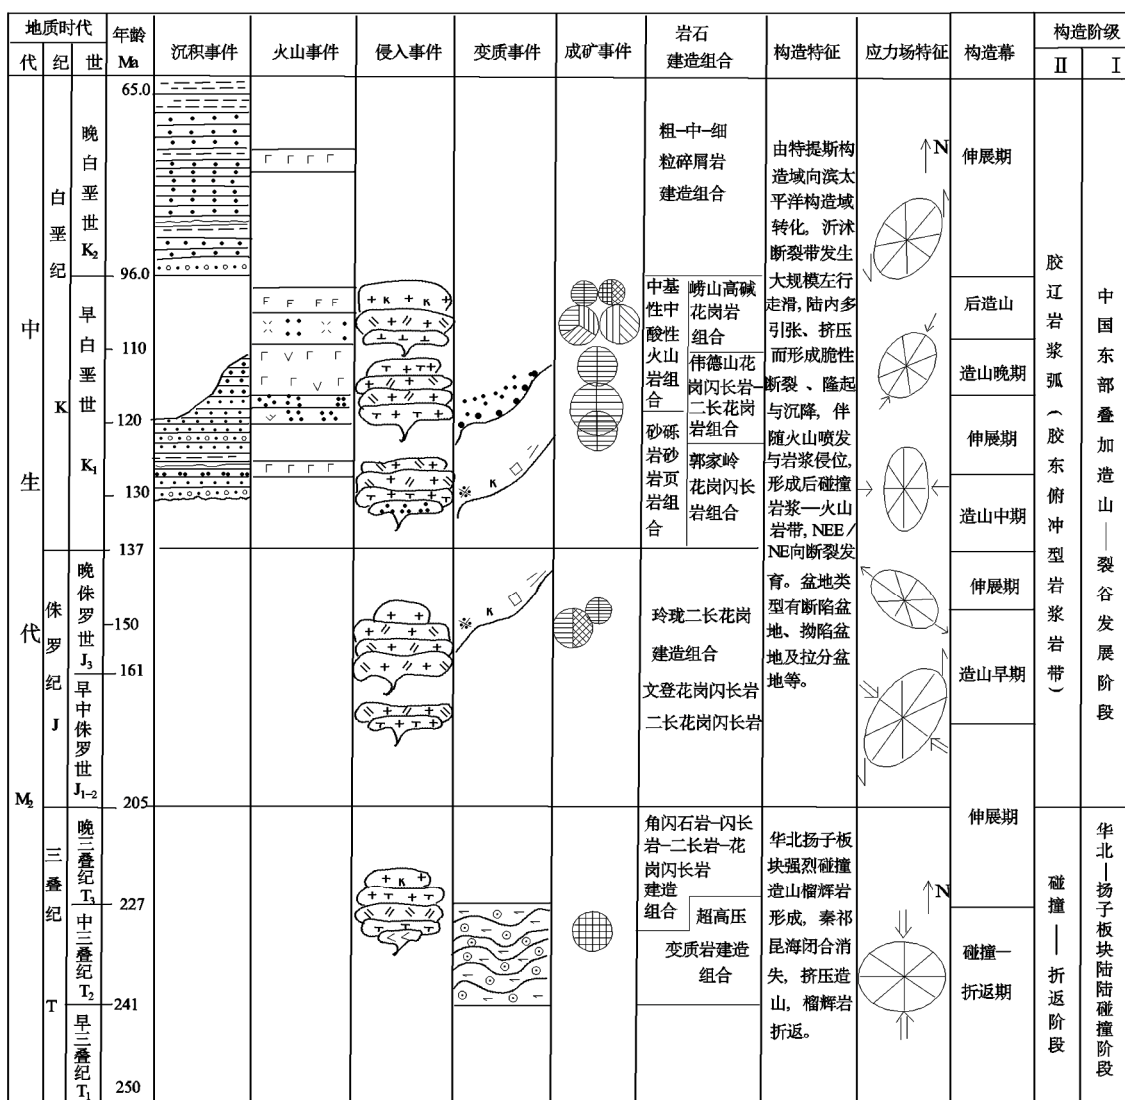 地质时代
代 纪 世
年龄
Ma
沉积事件
火山事件
侵入事件
变质事件
成矿事件
岩石
建造组合
构造特征
应力场特征
构造幕
构造阶级
Ⅱ
Ⅰ
中
生
代
M₂
白垩纪
K
侏罗纪
J
三叠纪
T
晚白垩世
K₂
早白垩世
K₁
晚侏罗世
J₃
早中侏罗世
J₁₋₂
晚三叠纪
T₃
中三叠纪
T₂
早三叠纪
T₁
65.0
96.0
110
120
130
137
150
161
205
227
241
250
粗-中-细
粒碎屑岩
建造组合
中基
性中
酸性
火山
岩组
合
崂山高碱
花岗岩
组合
伟德山花
岗闪长岩-
二长花岗
岩组合
砂砾
岩砂
岩页
岩组
合
郭家岭
花岗闪长
岩组合
玲珑二长花岗
建造组合
文登花岗闪长岩
二长花岗闪长岩
角闪石岩-闪长
岩-二长岩-花
岗闪长岩
建造
组合
超高压
变质岩建造
组合
由特提斯构
造域向滨太
平洋构造域
转化，沂沭
断裂带发生
大规模左行
走滑，陆内多
引张、挤压
而形成脆性
断裂、隆起
与沉降，伴
随火山喷发
与岩浆侵位，
形成后碰撞
岩浆—火山
岩带，NEE/
NE向断裂发
育。盆地类
型有断陷盆
地、拗陷盆
地及拉分盆
地等。
华北扬子板
块强烈碰撞
造山榴辉岩
形成，秦祁
昆海闭合消
失，挤压造
山，榴辉岩
折返。
N
N
伸展期
后造山
造山晚期
伸展期
造山中期
伸展期
造山早期
伸展期
碰撞—
折返期
胶辽岩浆弧(胶东俯冲型岩浆岩带)
碰撞—折返阶段
中国东部叠加造山—裂谷发展阶段
华北—扬子板块陆陆碰撞阶段